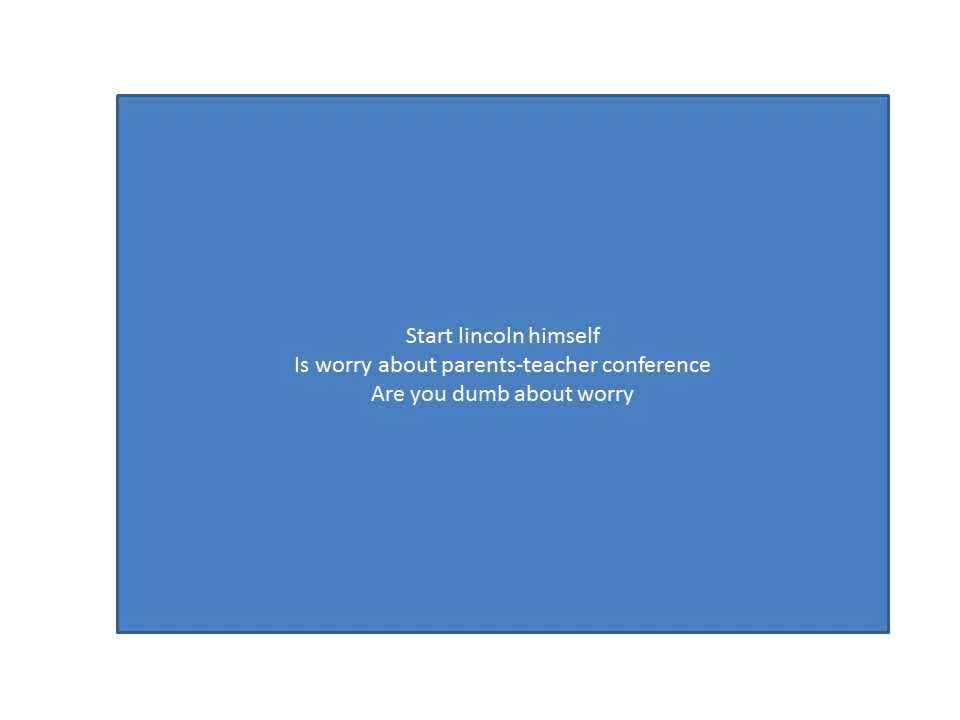 Start lincoln himself
Is worry about parents-teacher conference
Are you dumb about worry